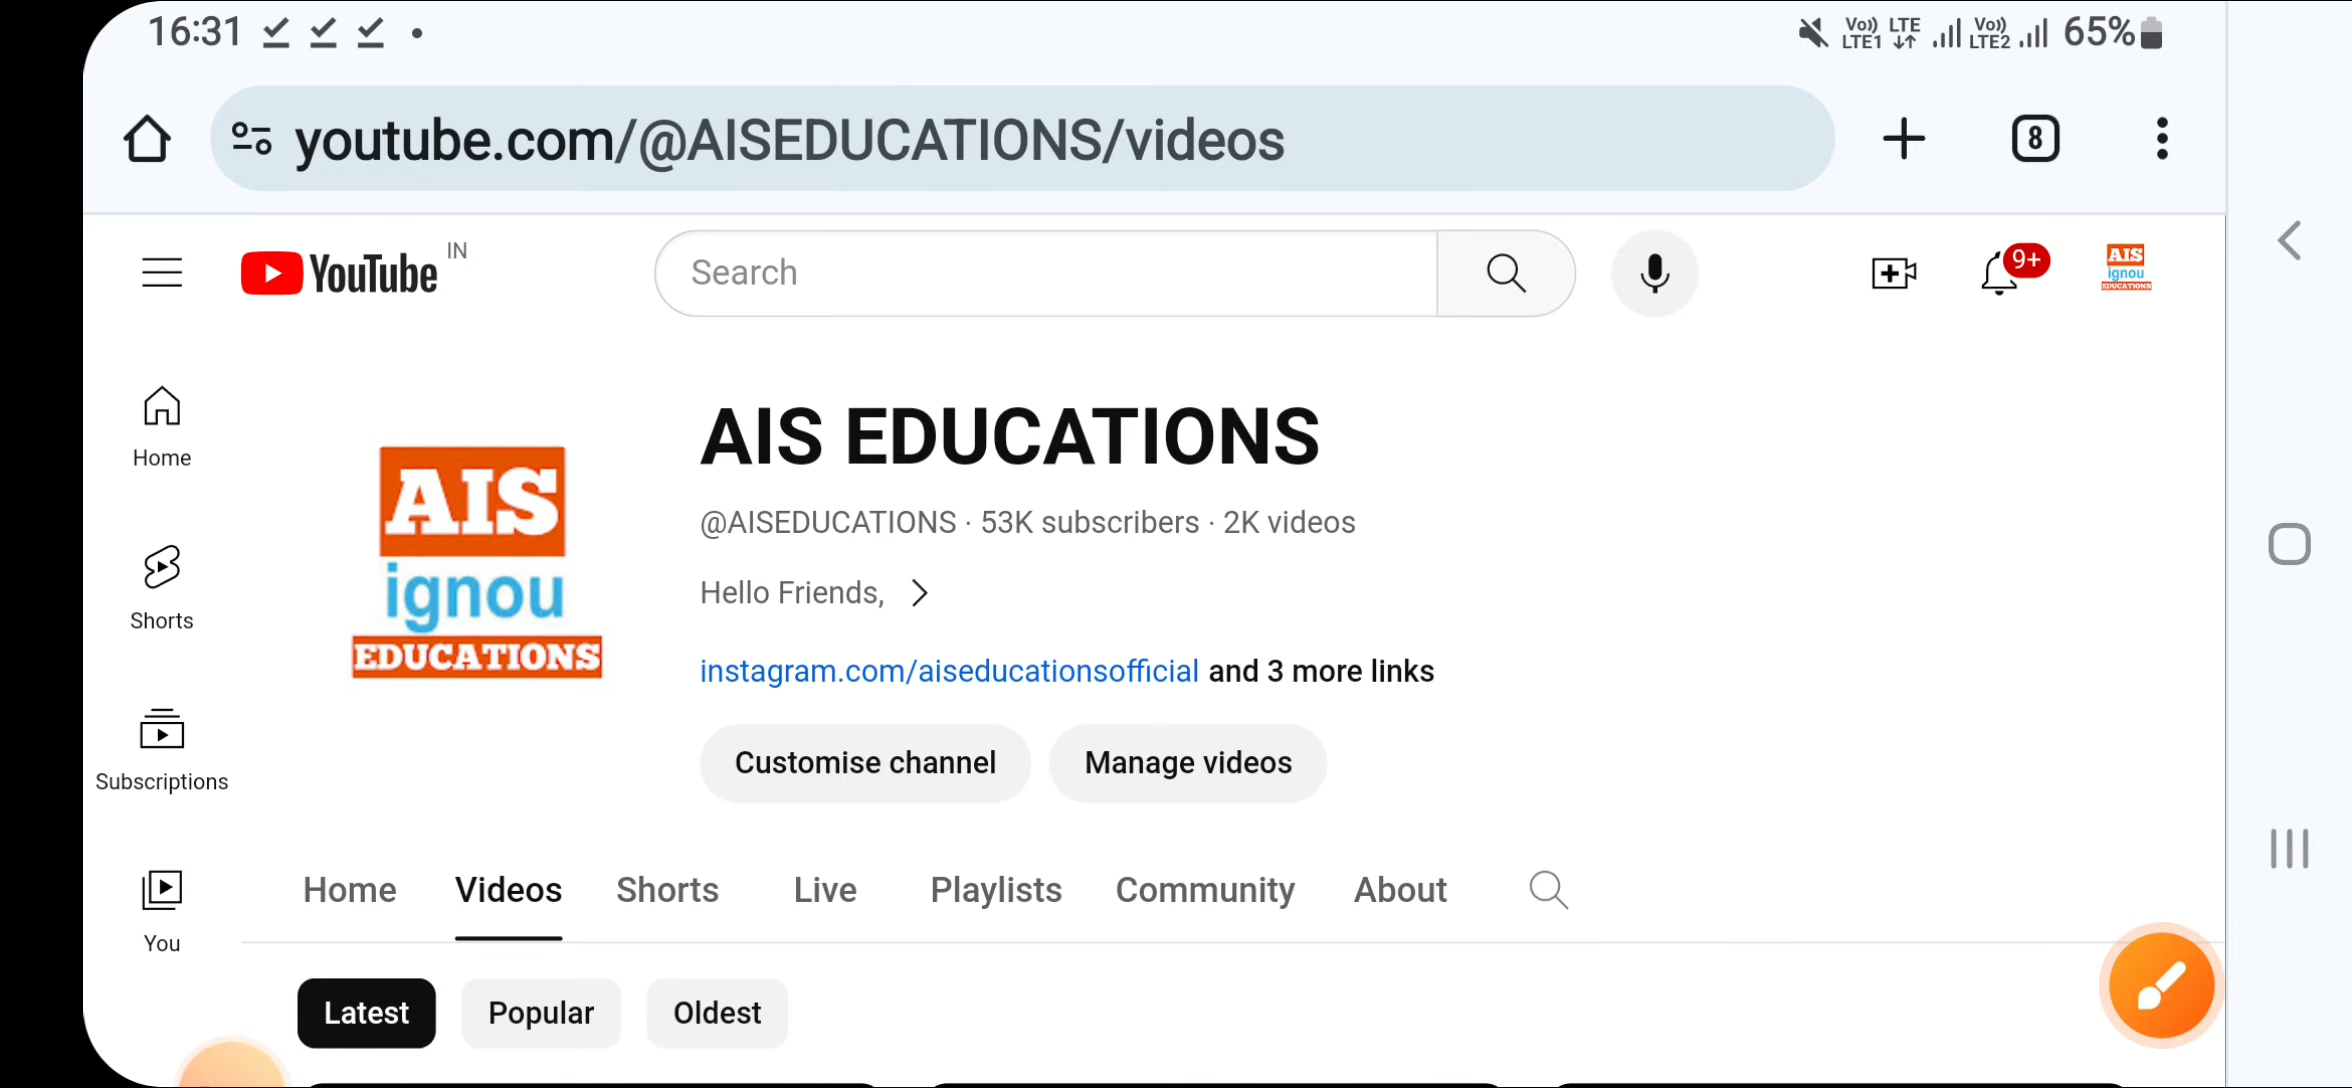 16:31
Vo)) LTE1 LTE Vo)) LTE2 65%
youtube.com/@AISEDUCATIONS/videos
8
YouTube IN
Search
9+
AIS
ignou
EDUCATIONS
Home
Shorts
Subscriptions
You
AIS
ignou
EDUCATIONS
AIS EDUCATIONS
@AISEDUCATIONS · 53K subscribers · 2K videos
Hello Friends,
instagram.com/aiseducationsofficial and 3 more links
Customise channel Manage videos
Home Videos Shorts Live Playlists Community About
Latest Popular Oldest